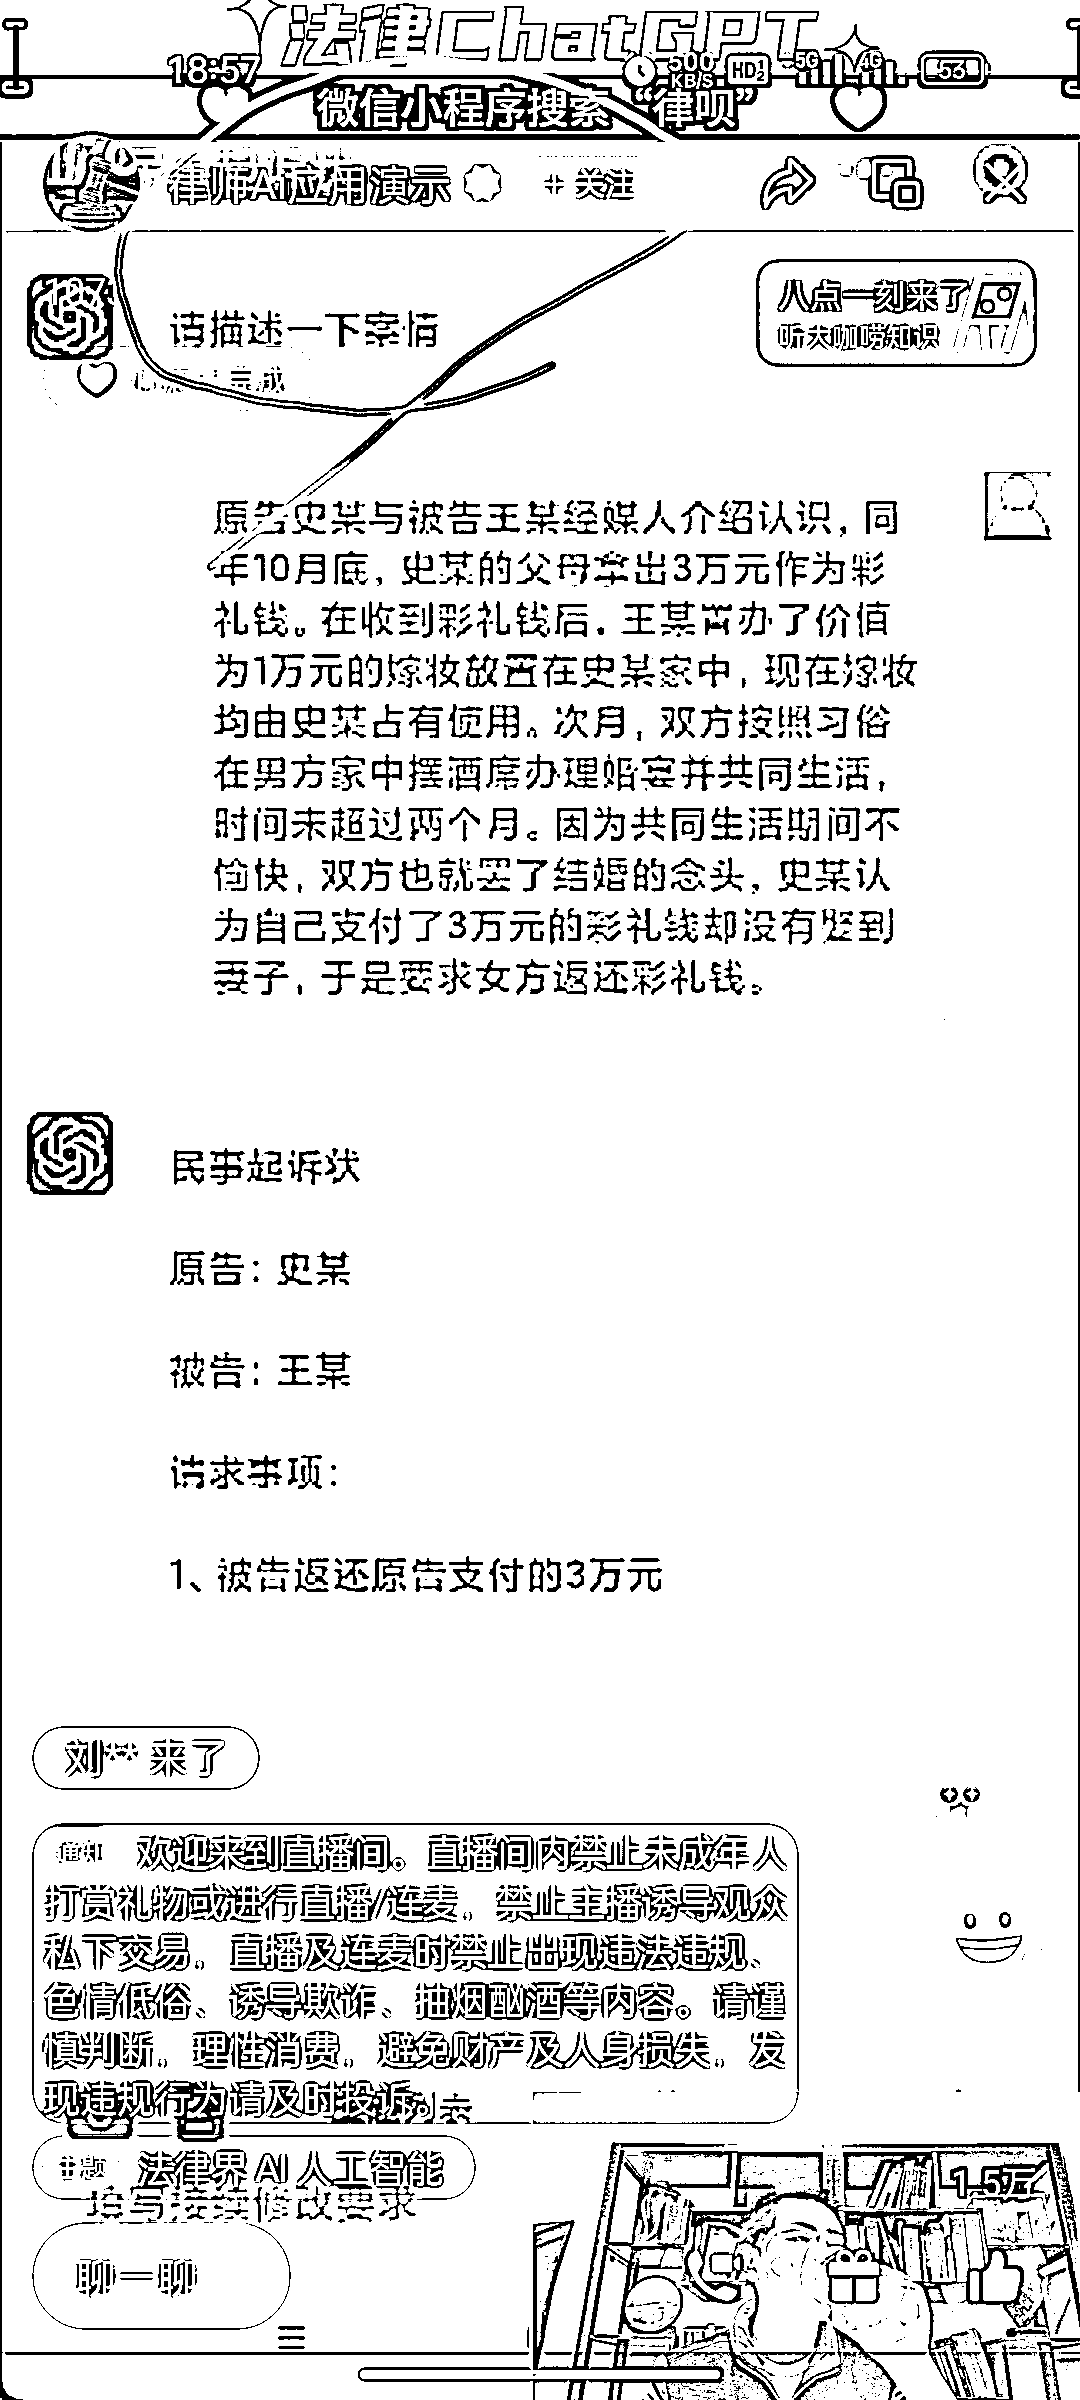 法律ChatGPT
18:57 500 KB/S HD 5G 4G 53
微信小程序搜索 “律呗”
律师AI应用演示 + 关注
请描述一下案情
八点一刻来了
听大咖唠知识
原告史某与被告王某经媒人介绍认识，同
年10月底，史某的父母拿出3万元作为彩
礼钱。在收到彩礼钱后，王某置办了价值
为1万元的嫁妆放置在史某家中，现在嫁妆
均由史某占有使用。次月，双方按照习俗
在男方家中摆酒席办理婚宴并共同生活，
时间未超过两个月。因为共同生活期间不
愉快，双方也就罢了结婚的念头，史某认
为自己支付了3万元的彩礼钱却没有娶到
妻子，于是要求女方返还彩礼钱。
民事起诉状
原告：史某
被告：王某
请求事项：
1、被告返还原告支付的3万元
刘** 来了
通知 欢迎来到直播间。直播间内禁止未成年人
打赏礼物或进行直播/连麦。禁止主播诱导观众
私下交易。直播及连麦时禁止出现违法违规、
色情低俗、诱导欺诈、抽烟酗酒等内容。请谨
慎判断，理性消费，避免财产及人身损失。发
现违规行为请及时投诉。
#题 法律界 AI 人工智能
填写接续修改要求
1.5万
聊一聊